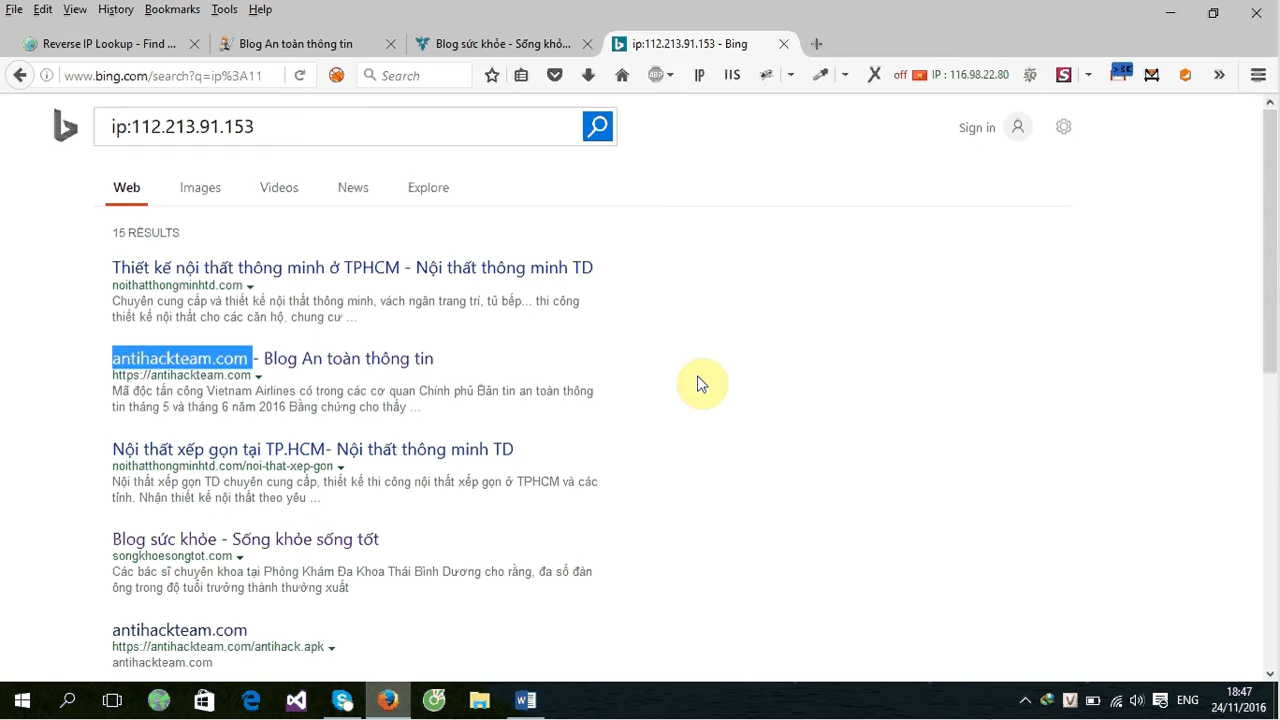 File Edit View History Bookmarks Tools Help
Reverse IP Lookup - Find ... Blog An toàn thông tin Blog sức khỏe - Sống khỏ... ip:112.213.91.153 - Bing
www.bing.com/search?q=ip%3A11 Search ABP IP IIS off IP : 116.98.22.80
ip:112.213.91.153
Sign in
Web Images Videos News Explore
15 RESULTS
Thiết kế nội thất thông minh ở TPHCM - Nội thất thông minh TD
noithatthongminhtd.com
Chuyên cung cấp và thiết kế nội thất thông minh, vách ngăn trang trí, tủ bếp... thi công
thiết kế nội thất cho các căn hộ, chung cư ...
antihackteam.com - Blog An toàn thông tin
https://antihackteam.com
Mã độc tấn công Vietnam Airlines có trong các cơ quan Chính phủ Bản tin an toàn thông
tin tháng 5 và tháng 6 năm 2016 Bằng chứng cho thấy ...
Nội thất xếp gọn tại TP.HCM- Nội thất thông minh TD
noithatthongminhtd.com/noi-that-xep-gon
Nội thất xếp gọn TD chuyên cung cấp, thiết kế thi công nội thất xếp gọn ở TPHCM và các
tỉnh. Nhận thiết kế nội thất theo yêu ...
Blog sức khỏe - Sống khỏe sống tốt
songkhoesongtot.com
Các bác sĩ chuyên khoa tại Phòng Khám Đa Khoa Thái Bình Dương cho rằng, đa số đàn
ông trong độ tuổi trưởng thành thường xuất
antihackteam.com
https://antihackteam.com/antihack.apk
antihackteam.com
ENG 18:47
24/11/2016